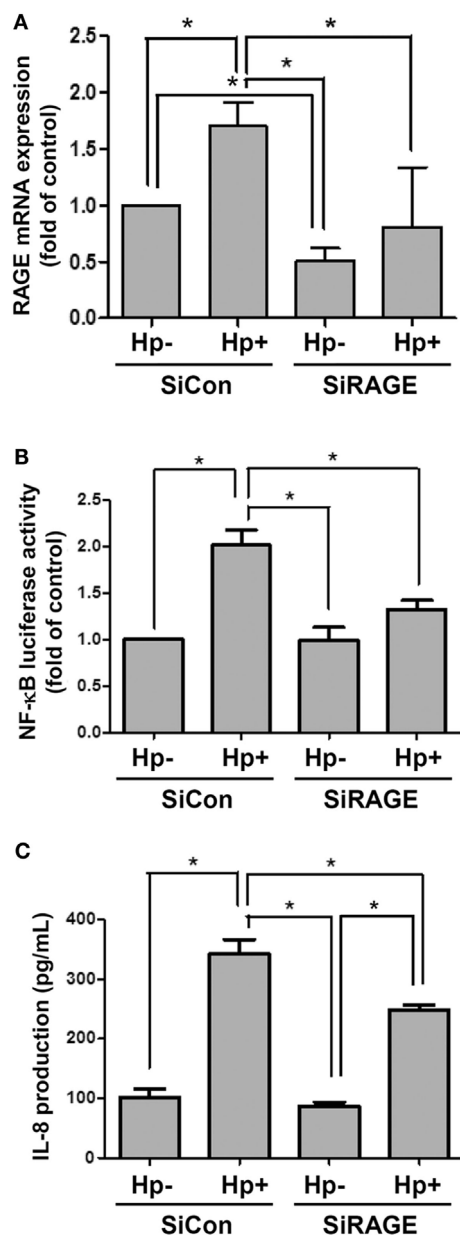 A
RAGE mRNA expression
(fold of control)
2.5
2.0
1.5
1.0
0.5
0.0
* * * *
Hp- Hp+ Hp- Hp+
SiCon SiRAGE
B
NF-κB luciferase activity
(fold of control)
2.5
2.0
1.5
1.0
0.5
0.0
* * *
Hp- Hp+ Hp- Hp+
SiCon SiRAGE
C
IL-8 production (pg/mL)
400
300
200
100
0
* * * *
Hp- Hp+ Hp- Hp+
SiCon SiRAGE